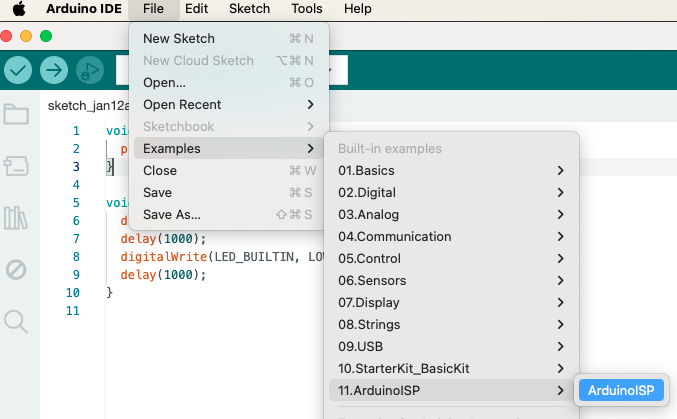 Arduino IDE File Edit Sketch Tools Help
New Sketch ⌘ N
New Cloud Sketch ⌥⌘ N
Open... ⌘ O
Open Recent
Sketchbook
Examples
Close ⌘ W
Save ⌘ S
Save As... ⇧⌘ S
sketch_jan12a
1 voi
2 p
3 }
4
5 voi
6 d
7 delay(1000);
8 digitalWrite(LED_BUILTIN, LOW
9 delay(1000);
10 }
11
Built-in examples
01.Basics
02.Digital
03.Analog
04.Communication
05.Control
06.Sensors
07.Display
08.Strings
09.USB
10.StarterKit_BasicKit
11.ArduinoISP
ArduinoISP